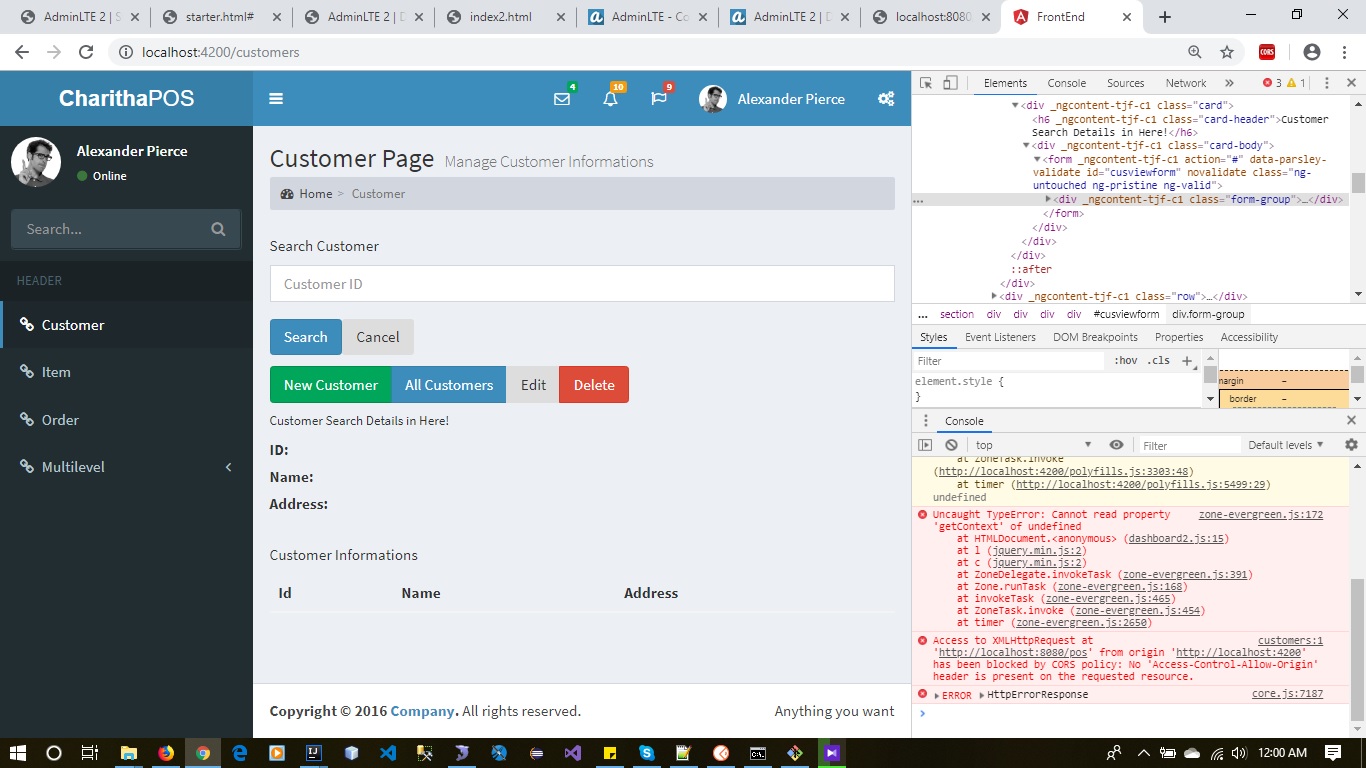 AdminLTE 2 | S
starter.html#
AdminLTE 2 | D
index2.html
AdminLTE - Co
AdminLTE 2 | D
localhost:8080
FrontEnd
localhost:4200/customers
CORS
CharithaPOS
4
10
9
Alexander Pierce
Alexander Pierce
Online
Search...
HEADER
Customer
Item
Order
Multilevel
Customer Page Manage Customer Informations
Home > Customer
Search Customer
Customer ID
Search Cancel
New Customer All Customers Edit Delete
Customer Search Details in Here!
ID:
Name:
Address:
Customer Informations
Id Name Address
Copyright © 2016 Company. All rights reserved. Anything you want
Elements Console Sources Network » 3 1
<div _ngcontent-tjf-c1 class="card">
<h6 _ngcontent-tjf-c1 class="card-header">Customer
Search Details in Here!</h6>
<div _ngcontent-tjf-c1 class="card-body">
<form _ngcontent-tjf-c1 action="#" data-parsley-
validate id="cusviewform" novalidate class="ng-
untouched ng-pristine ng-valid">
<div _ngcontent-tjf-c1 class="form-group">…</div>
</form>
</div>
</div>
</div>
::after
</div>
<div _ngcontent-tjf-c1 class="row">…</div>
... section div div div div #cusviewform div.form-group
Styles Event Listeners DOM Breakpoints Properties Accessibility
Filter :hov .cls +
element.style {
}
margin –
border –
Console
top Filter Default levels
at ZoneTask.invoke
(http://localhost:4200/polyfills.js:3303:48)
at timer (http://localhost:4200/polyfills.js:5499:29)
undefined
Uncaught TypeError: Cannot read property zone-evergreen.js:172
'getContext' of undefined
at HTMLDocument.<anonymous> (dashboard2.js:15)
at l (jquery.min.js:2)
at c (jquery.min.js:2)
at ZoneDelegate.invokeTask (zone-evergreen.js:391)
at Zone.runTask (zone-evergreen.js:168)
at invokeTask (zone-evergreen.js:465)
at ZoneTask.invoke (zone-evergreen.js:454)
at timer (zone-evergreen.js:2650)
Access to XMLHttpRequest at customers:1
'http://localhost:8080/pos' from origin 'http://localhost:4200'
has been blocked by CORS policy: No 'Access-Control-Allow-Origin'
header is present on the requested resource.
ERROR HttpErrorResponse core.js:7187
12:00 AM